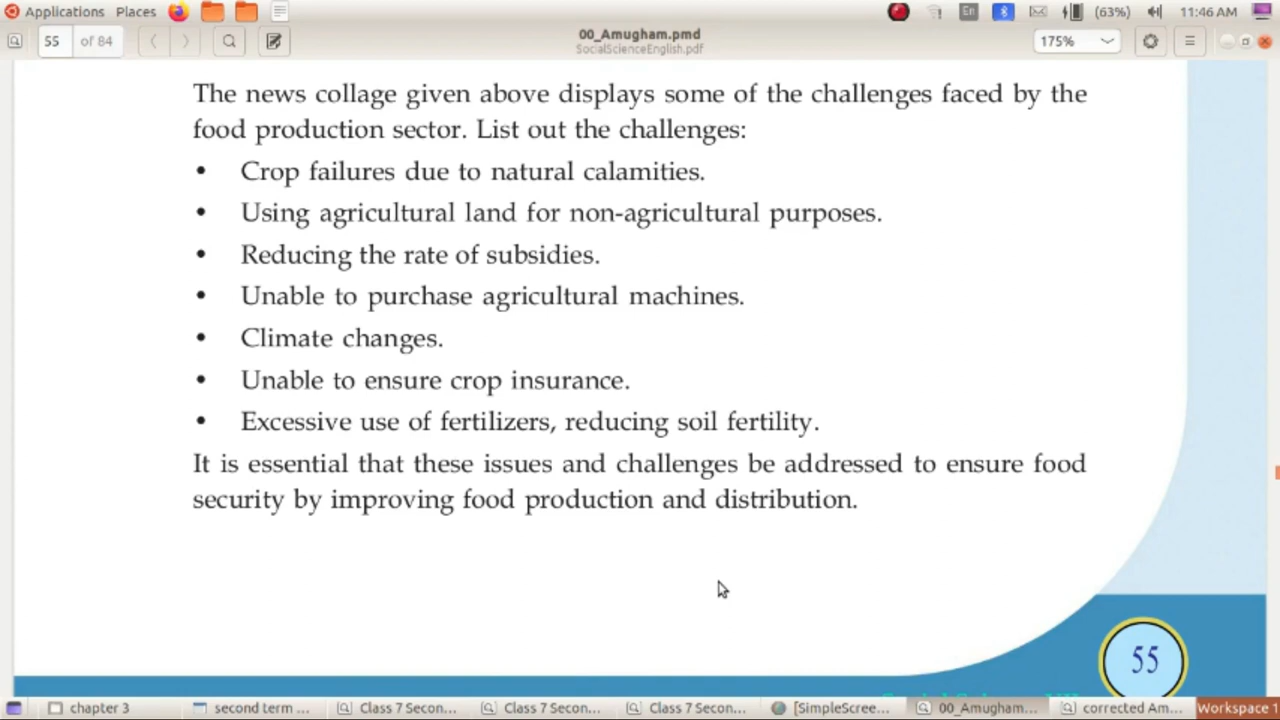 Applications Places En (63%) 11:46 AM
55 of 84 00_Amugham.pmd 175%
SocialScienceEnglish.pdf
The news collage given above displays some of the challenges faced by the
food production sector. List out the challenges:
• Crop failures due to natural calamities.
• Using agricultural land for non-agricultural purposes.
• Reducing the rate of subsidies.
• Unable to purchase agricultural machines.
• Climate changes.
• Unable to ensure crop insurance.
• Excessive use of fertilizers, reducing soil fertility.
It is essential that these issues and challenges be addressed to ensure food
security by improving food production and distribution.
55
chapter 3 second term ... Class 7 Secon... Class 7 Secon... Class 7 Secon... [SimpleScree... 00_Amugham... corrected Am... Workspace 1